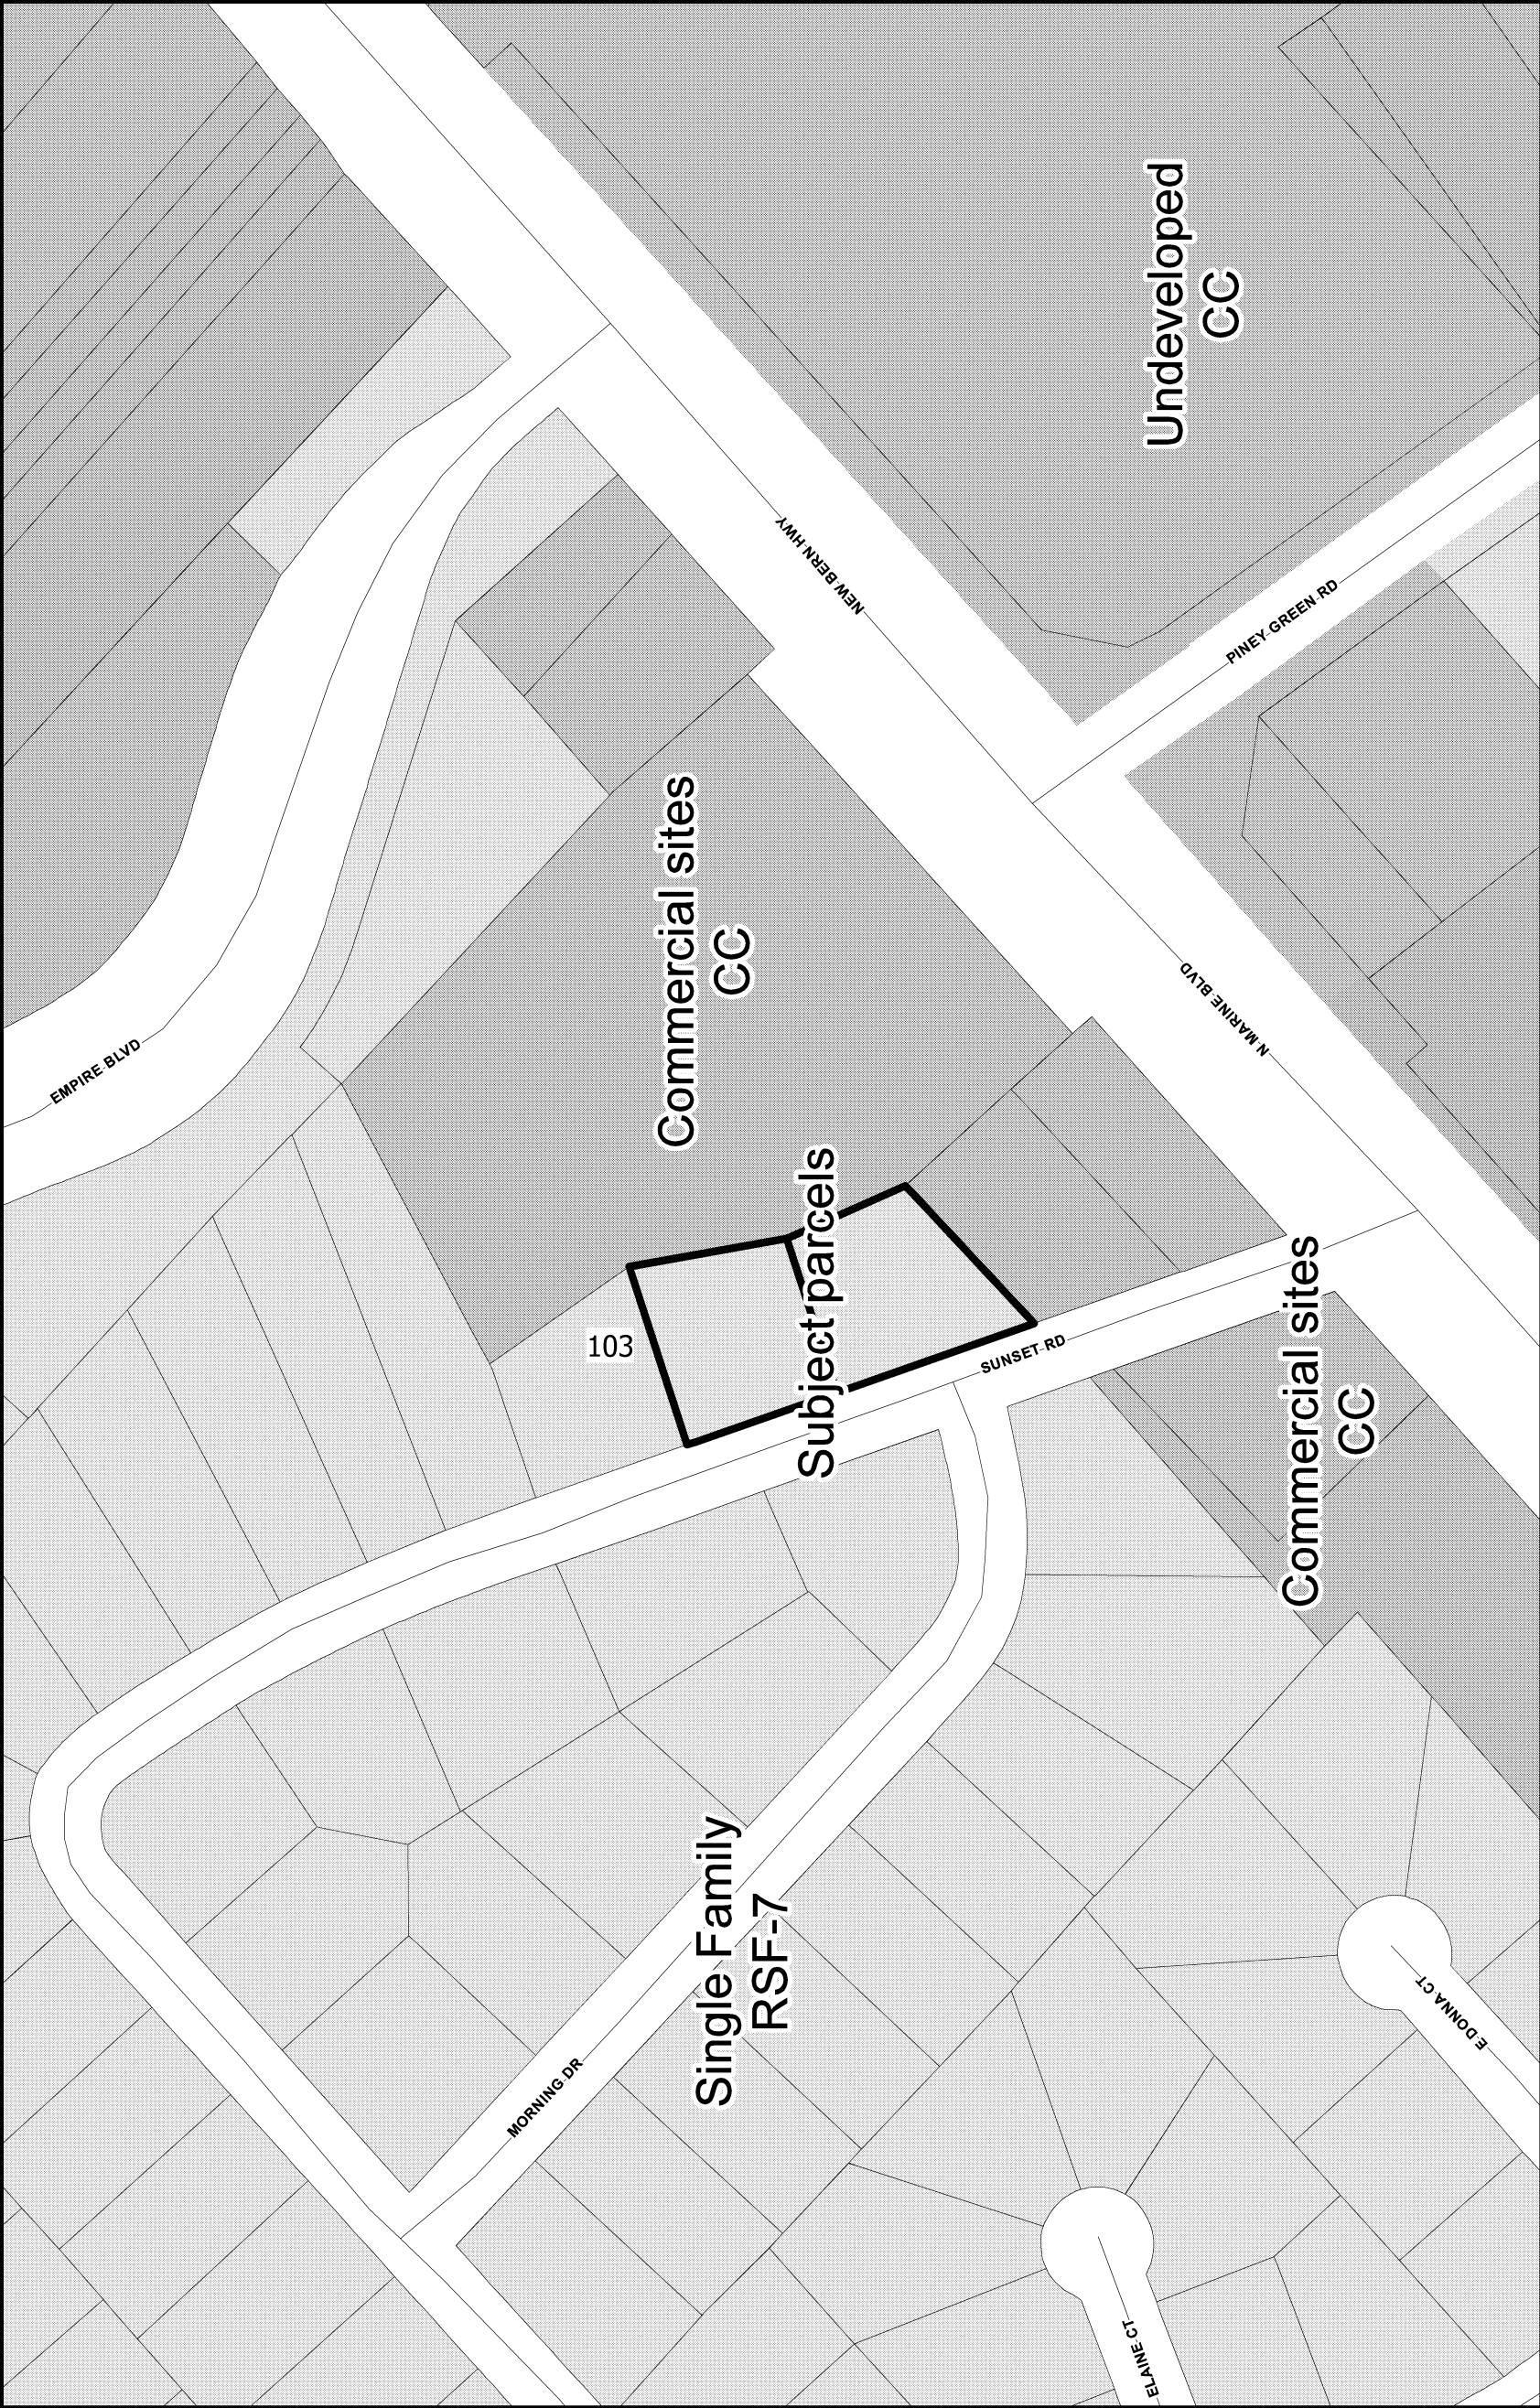 Undeveloped
CC
NEW BERN HWY
PINEY GREEN RD
Commercial sites
CC
N MARINE BLVD
EMPIRE BLVD
Subject parcels
103
SUNSET RD
Commercial sites
CC
Single Family
RSF-7
MORNING DR
E DONNA CT
ELAINE CT